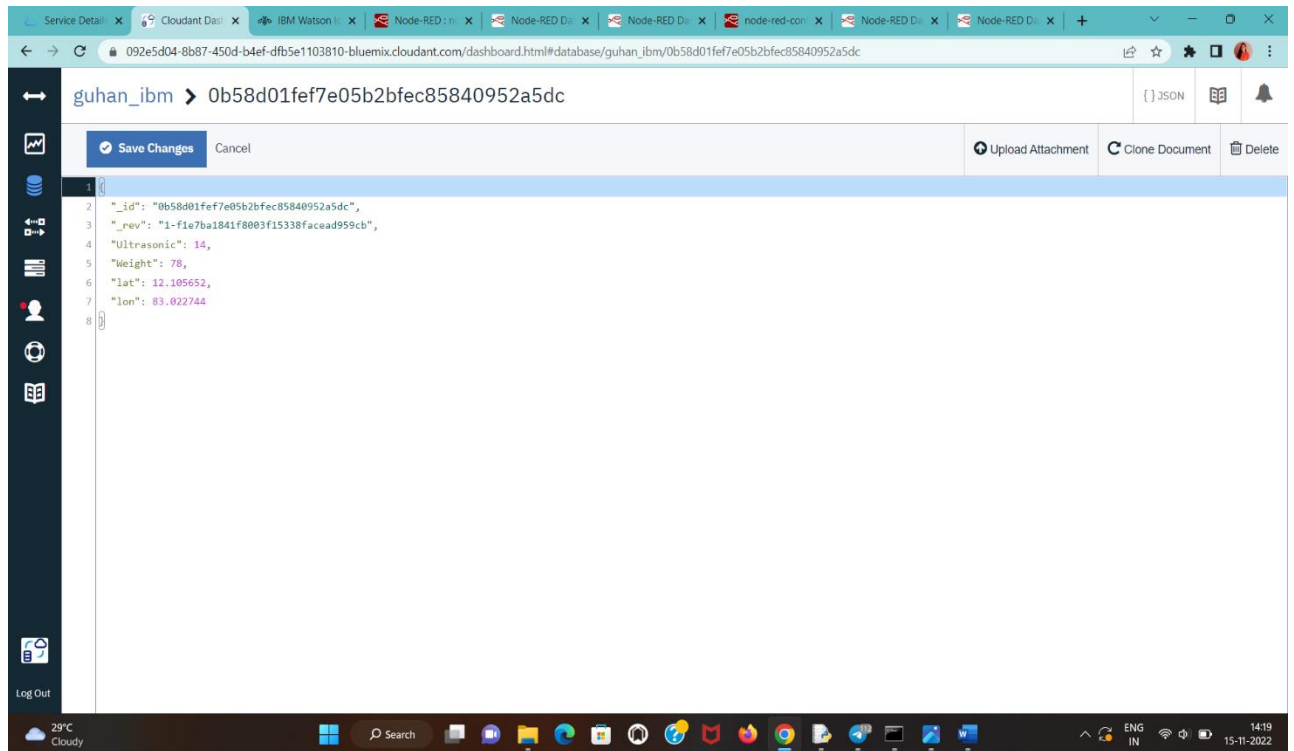 Service Detail
Cloudant Das
IBM Watson I
Node-RED : n
Node-RED Da
Node-RED Da
node-red-con
Node-RED Da
Node-RED Da
092e5d04-8b87-450d-b4ef-dfb5e1103810-bluemix.cloudant.com/dashboard.html#database/guhan_ibm/0b58d01fef7e05b2bfec85840952a5dc
guhan_ibm > 0b58d01fef7e05b2bfec85840952a5dc
{ } JSON
Save Changes
Cancel
Upload Attachment
Clone Document
Delete
1 {
2 "_id": "0b58d01fef7e05b2bfec85840952a5dc",
3 "_rev": "1-f1e7ba1841f8003f15338facead959cb",
4 "Ultrasonic": 14,
5 "Weight": 78,
6 "lat": 12.105652,
7 "lon": 83.022744
8 }
Log Out
29°C
Cloudy
Search
ENG
IN
14:19
15-11-2022